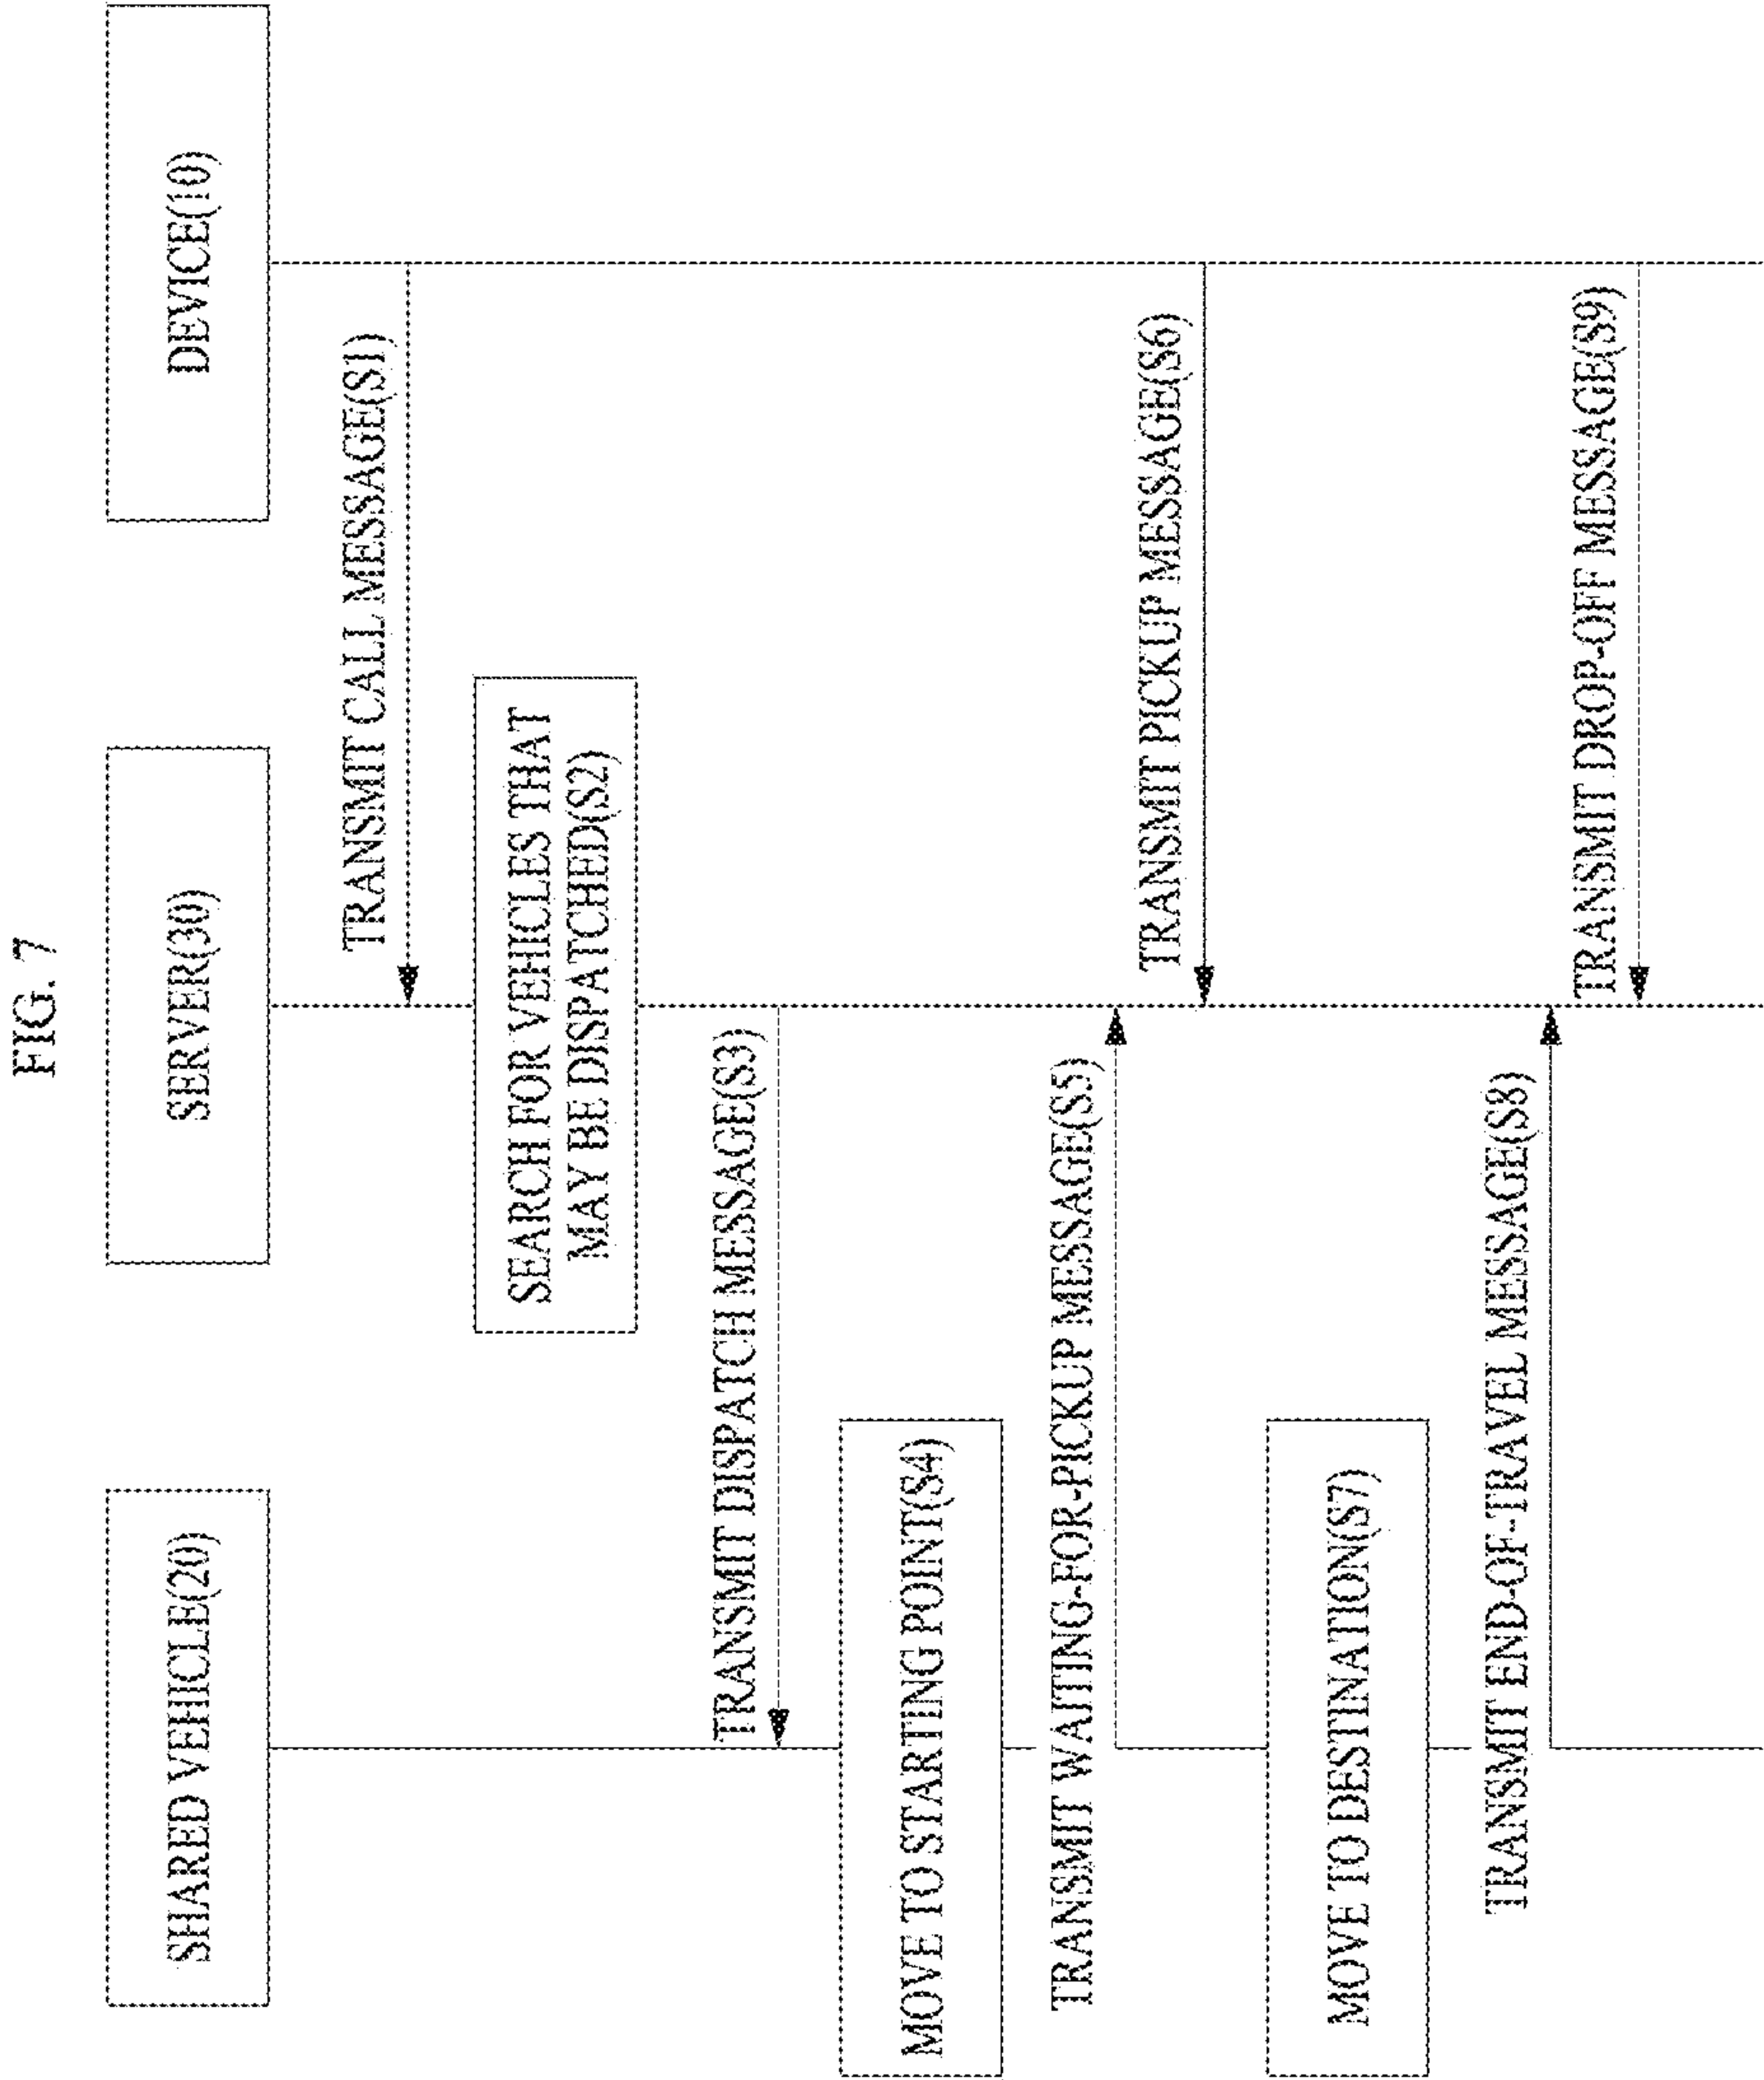 FIG. 7
SHARED VEHICLE(20)
SERVER(30)
DEVICE(10)
TRANSMIT CALL MESSAGE(S1)
SEARCH FOR VEHICLES THAT
MAY BE DISPATCHED(S2)
TRANSMIT DISPATCH MESSAGE(S3)
MOVE TO STARTING POINT(S4)
TRANSMIT WAITING-FOR-PICKUP MESSAGE(S5)
TRANSMIT PICKUP MESSAGE(S6)
MOVE TO DESTINATION(S7)
TRANSMIT END-OF-TRAVEL MESSAGE(S8)
TRANSMIT DROP-OFF MESSAGE(S9)